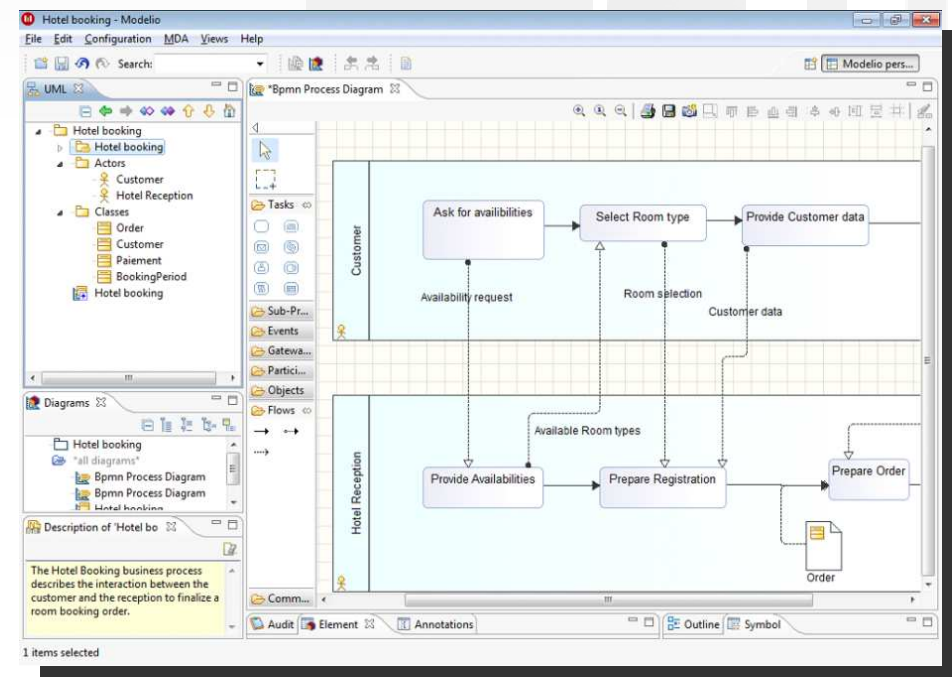 Hotel booking - Modelio
File Edit Configuration MDA Views Help
Search:
Modelio pers...
UML
Hotel booking
Hotel booking
Actors
Customer
Hotel Reception
Classes
Order
Customer
Paiement
BookingPeriod
Hotel booking
Diagrams
Hotel booking
*all diagrams*
Bpmn Process Diagram
Bpmn Process Diagram
Hotel booking
Description of 'Hotel bo
The Hotel Booking business process
describes the interaction between the
customer and the reception to finalize a
room booking order.
*Bpmn Process Diagram
Tasks
Sub-Pr...
Events
Gatewa...
Partici...
Objects
Flows
Comm...
Customer
Ask for availibilities
Select Room type
Provide Customer data
Availability request
Room selection
Customer data
Hotel Reception
Available Room types
Provide Availabilities
Prepare Registration
Prepare Order
Order
Audit
Element
Annotations
Outline
Symbol
1 items selected